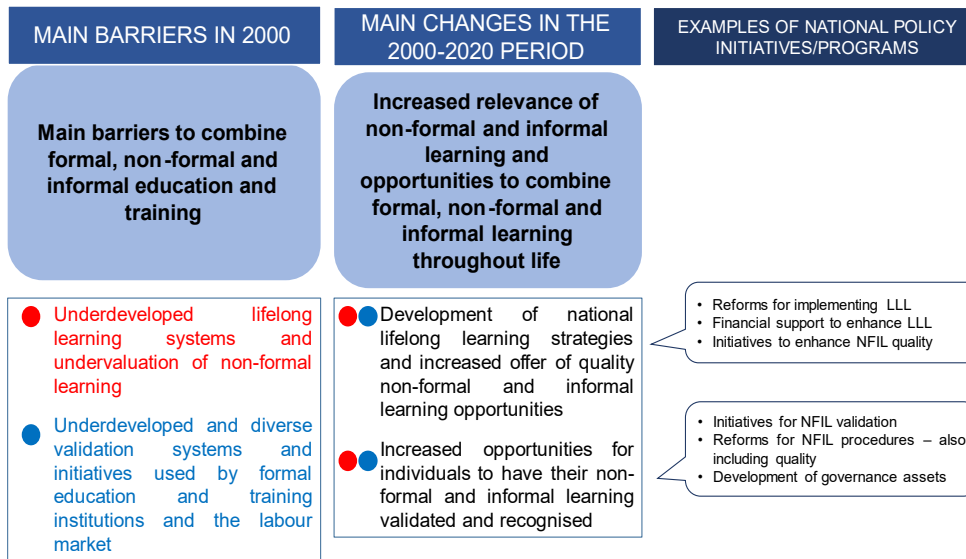 MAIN BARRIERS IN 2000
Main barriers to combine
formal, non-formal and
informal education and
training
Underdeveloped lifelong
learning systems and
undervaluation of non-formal
learning
Underdeveloped and diverse
validation systems and
initiatives used by formal
education and training
institutions and the labour
market
MAIN CHANGES IN THE
2000-2020 PERIOD
Increased relevance of
non-formal and informal
learning and
opportunities to combine
formal, non-formal and
informal learning
throughout life
Development of national
lifelong learning strategies
and increased offer of quality
non-formal and informal
learning opportunities
Increased opportunities for
individuals to have their non-
formal and informal learning
validated and recognised
EXAMPLES OF NATIONAL POLICY
INITIATIVES/PROGRAMS
• Reforms for implementing LLL
• Financial support to enhance LLL
• Initiatives to enhance NFIL quality
• Initiatives for NFIL validation
• Reforms for NFIL procedures – also
including quality
• Development of governance assets